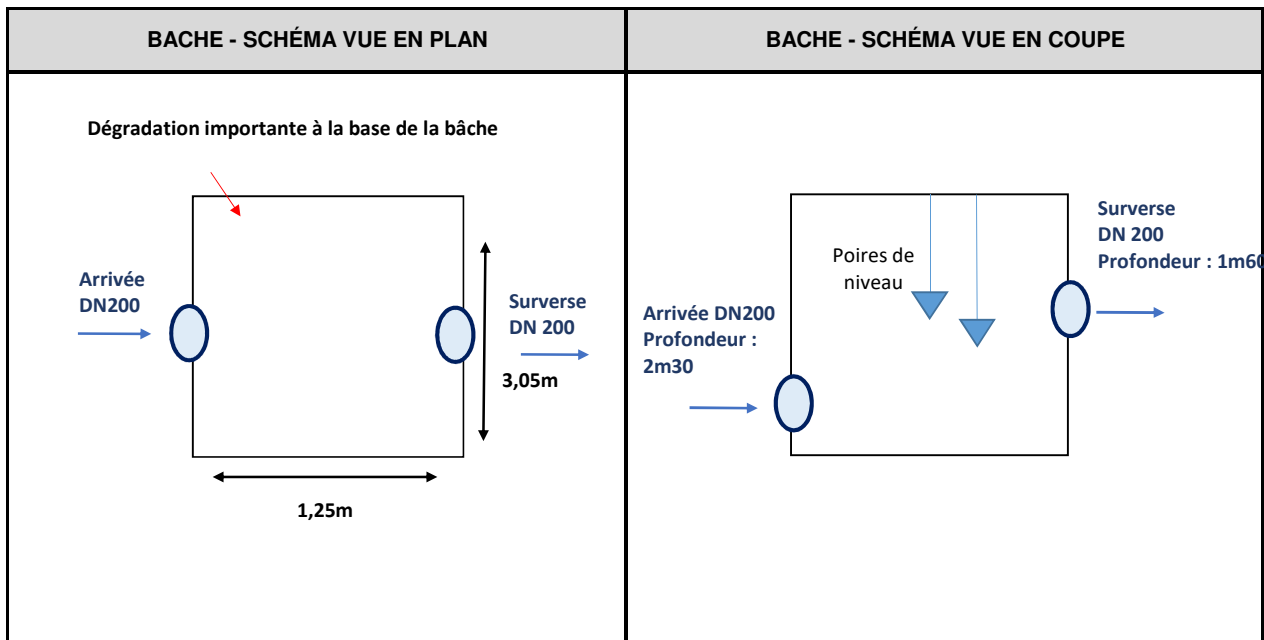 BACHE - SCHÉMA VUE EN PLAN
BACHE - SCHÉMA VUE EN COUPE
Dégradation importante à la base de la bâche
Arrivée
DN200
Surverse
DN 200
3,05m
1,25m
Poires de
niveau
Surverse
DN 200
Profondeur : 1m60
Arrivée DN200
Profondeur :
2m30